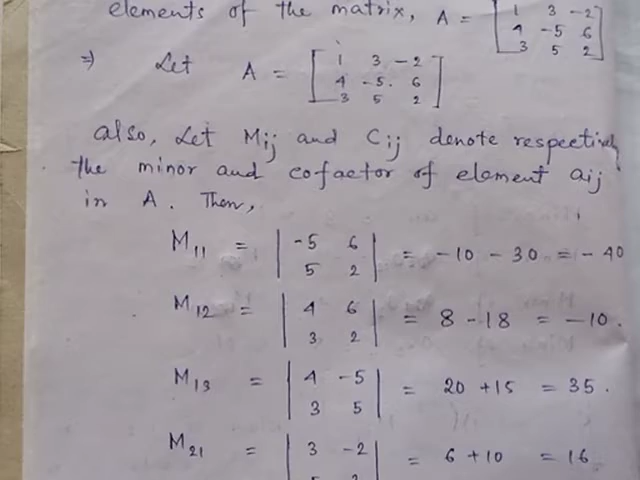 elements of the matrix, A = [1 3 -2
4 -5 6
3 5 2]
⇒ Let A = [1 3 -2
4 -5. 6
3 5 2]
also, Let Mij and Cij denote respectively
the minor and cofactor of element aij
in A. Then,
M11 = |-5 6
5 2| = -10 - 30 = -40
M12 = |4 6
3 2| = 8 - 18 = -10.
M13 = |4 -5
3 5| = 20 + 15 = 35.
M21 = |3 -2
= 6 + 10 = 16